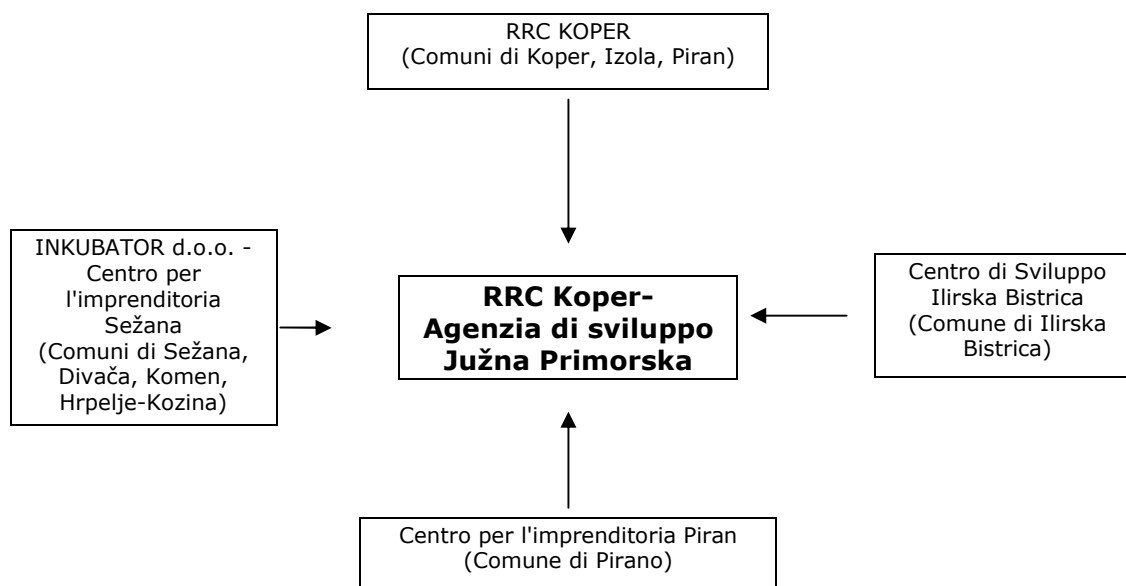 RRC KOPER
(Comuni di Koper, Izola, Piran)
INKUBATOR d.o.o. -
Centro per
l'imprenditoria
Sežana
(Comuni di Sežana,
Divača, Komen,
Hrpelje-Kozina)
RRC Koper-
Agenzia di sviluppo
Južna Primorska
Centro di Sviluppo
Ilirska Bistrica
(Comune di Ilirska
Bistrica)
Centro per l'imprenditoria Piran
(Comune di Pirano)